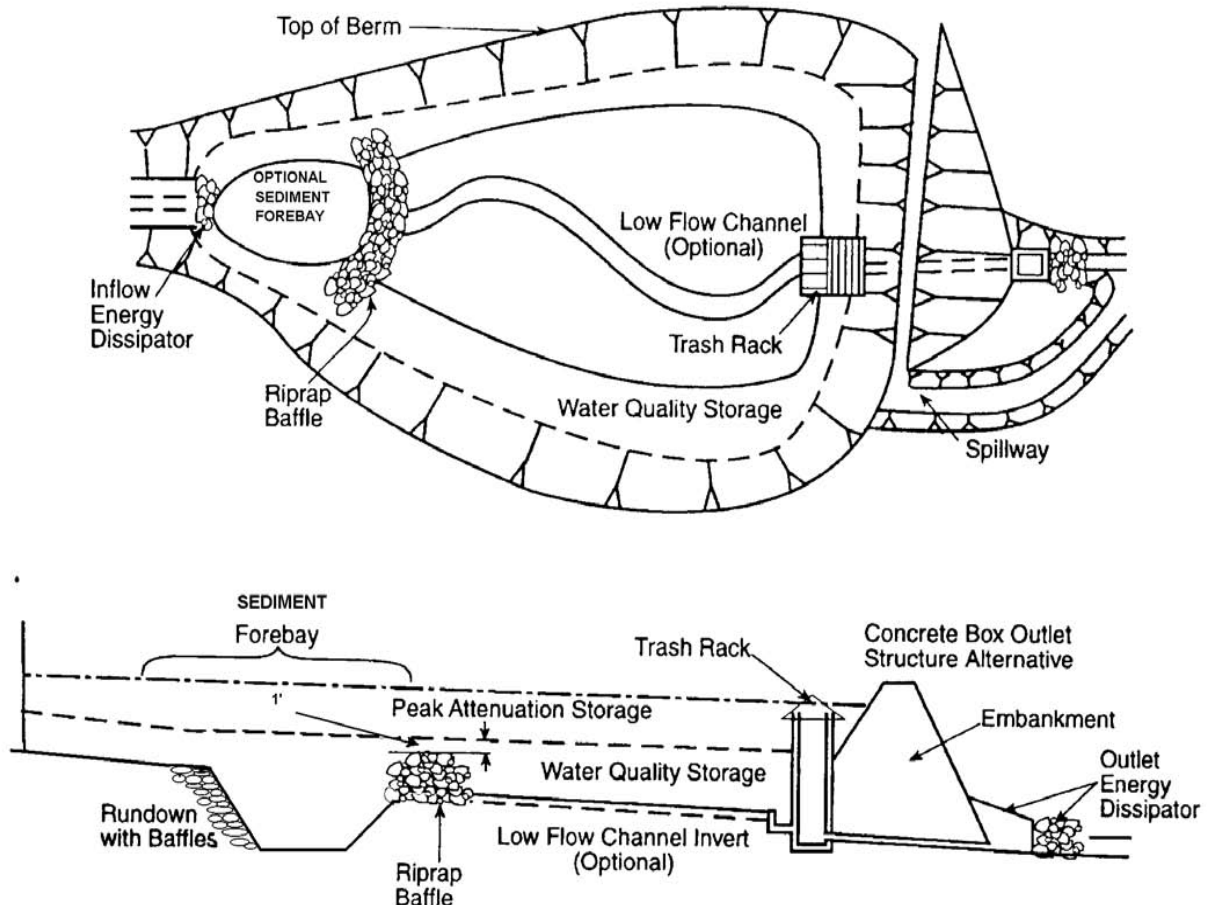 Top of Berm
OPTIONAL
SEDIMENT
FOREBAY
Low Flow Channel
(Optional)
Inflow
Energy
Dissipator
Trash Rack
Riprap
Baffle
Water Quality Storage
Spillway
SEDIMENT
Forebay
Trash Rack
Concrete Box Outlet
Structure Alternative
1'
Peak Attenuation Storage
Embankment
Water Quality Storage
Outlet
Energy
Dissipator
Rundown
with Baffles
Low Flow Channel Invert
(Optional)
Riprap
Baffle